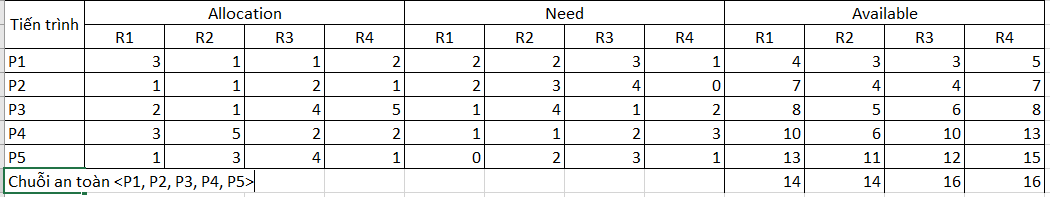 Tiến trình Allocation Need Available
R1 R2 R3 R4 R1 R2 R3 R4 R1 R2 R3 R4
P1 3 1 1 2 2 2 3 1 4 3 3 5
P2 1 1 2 1 2 3 4 0 7 4 4 7
P3 2 1 4 5 1 4 1 2 8 5 6 8
P4 3 5 2 2 1 1 2 3 10 6 10 13
P5 1 3 4 1 0 2 3 1 13 11 12 15
Chuỗi an toàn <P1, P2, P3, P4, P5> 14 14 16 16